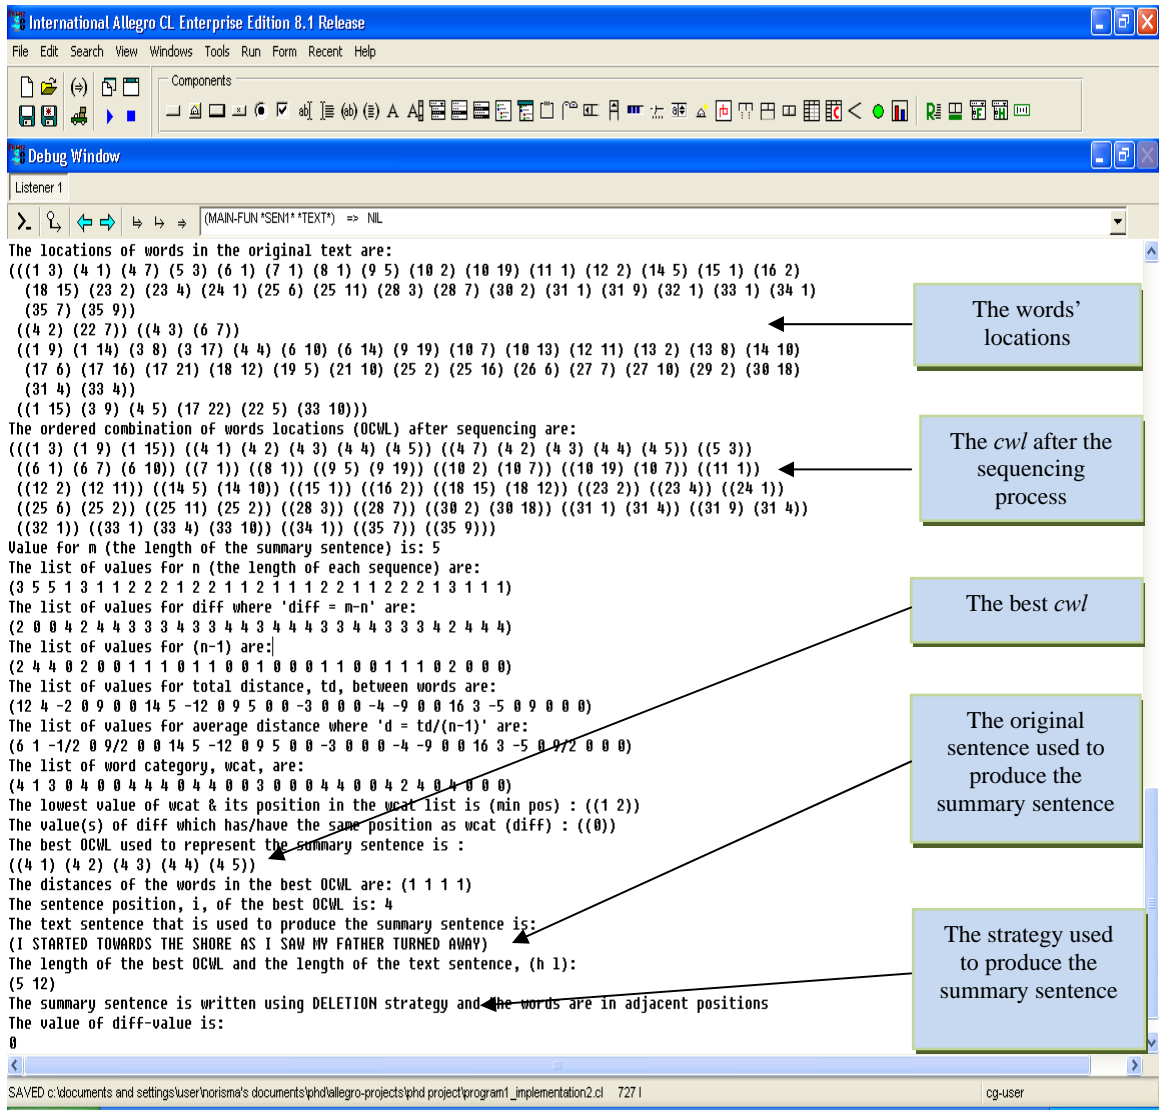 International Allegro CL Enterprise Edition 8.1 Release
File Edit Search View Windows Tools Run Form Recent Help
Components
Debug Window
Listener 1
(MAIN-FUN *SEN1* *TEXT*) => NIL
The locations of words in the original text are:
(((1 3) (4 1) (4 7) (5 3) (6 1) (7 1) (8 1) (9 5) (10 2) (10 19) (11 1) (12 2) (14 5) (15 1) (16 2)
(18 15) (23 2) (23 4) (24 1) (25 6) (25 11) (28 3) (28 7) (30 2) (31 1) (31 9) (32 1) (33 1) (34 1)
(35 7) (35 9))
((4 2) (22 7)) ((4 3) (6 7))
((1 9) (1 14) (3 8) (3 17) (4 4) (6 10) (6 14) (9 19) (10 7) (10 13) (12 11) (13 2) (13 8) (14 10)
(17 6) (17 16) (17 21) (18 12) (19 5) (21 10) (25 2) (25 16) (26 6) (27 7) (27 10) (29 2) (30 18)
(31 4) (33 4))
((1 15) (3 9) (4 5) (17 22) (22 5) (33 10)))
The words' locations
The ordered combination of words locations (OCWL) after sequencing are:
(((1 3) (1 9) (1 15)) ((4 1) (4 2) (4 3) (4 4) (4 5)) ((4 7) (4 2) (4 3) (4 4) (4 5)) ((5 3))
((6 1) (6 7) (6 10)) ((7 1)) ((8 1)) ((9 5) (9 19)) ((10 2) (10 7)) ((10 19) (10 7)) ((11 1))
((12 2) (12 11)) ((14 5) (14 10)) ((15 1)) ((16 2)) ((18 15) (18 12)) ((23 2)) ((23 4)) ((24 1))
((25 6) (25 2)) ((25 11) (25 2)) ((28 3)) ((28 7)) ((30 2) (30 18)) ((31 1) (31 4)) ((31 9) (31 4))
((32 1)) ((33 1) (33 4) (33 10)) ((34 1)) ((35 7)) ((35 9)))
The cwl after the
sequencing
process
Value for m (the length of the summary sentence) is: 5
The list of values for n (the length of each sequence) are:
(3 5 5 1 3 1 1 2 2 2 1 2 2 1 1 2 1 1 1 2 2 1 1 2 2 2 1 3 1 1 1)
The list of values for diff where 'diff = m-n' are:
(2 0 0 4 2 4 4 3 3 3 4 3 3 4 4 3 4 4 4 3 3 4 4 3 3 3 4 2 4 4 4)
The list of values for (n-1) are:
(2 4 4 0 2 0 0 1 1 1 0 1 1 0 0 1 0 0 0 1 1 0 0 1 1 1 0 2 0 0 0)
The list of values for total distance, td, between words are:
(12 4 -2 0 9 0 0 14 5 -12 0 9 5 0 0 -3 0 0 0 -4 -9 0 0 16 3 -5 0 9 0 0 0)
The list of values for average distance where 'd = td/(n-1)' are:
(6 1 -1/2 0 9/2 0 0 14 5 -12 0 9 5 0 0 -3 0 0 0 -4 -9 0 0 16 3 -5 0 9/2 0 0 0)
The list of word category, wcat, are:
(4 1 3 0 4 0 0 4 4 4 0 4 4 0 0 3 0 0 0 4 4 0 0 4 2 4 0 4 0 0 0)
The lowest value of wcat & its position in the wcat list is (min pos) : ((1 2))
The value(s) of diff which has/have the same position as wcat (diff) : ((0))
The best OCWL used to represent the summary sentence is :
((4 1) (4 2) (4 3) (4 4) (4 5))
The best cwl
The distances of the words in the best OCWL are: (1 1 1 1)
The sentence position, i, of the best OCWL is: 4
The text sentence that is used to produce the summary sentence is:
(I STARTED TOWARDS THE SHORE AS I SAW MY FATHER TURNED AWAY)
The original
sentence used to
produce the
summary sentence
The length of the best OCWL and the length of the text sentence, (h l):
(5 12)
The summary sentence is written using DELETION strategy and the words are in adjacent positions
The value of diff-value is:
0
The strategy used
to produce the
summary sentence
SAVED c:\documents and settings\user\norisma's documents\phd\allegro-projects\phd project\program1_implementation2.cl 727 l
cg-user